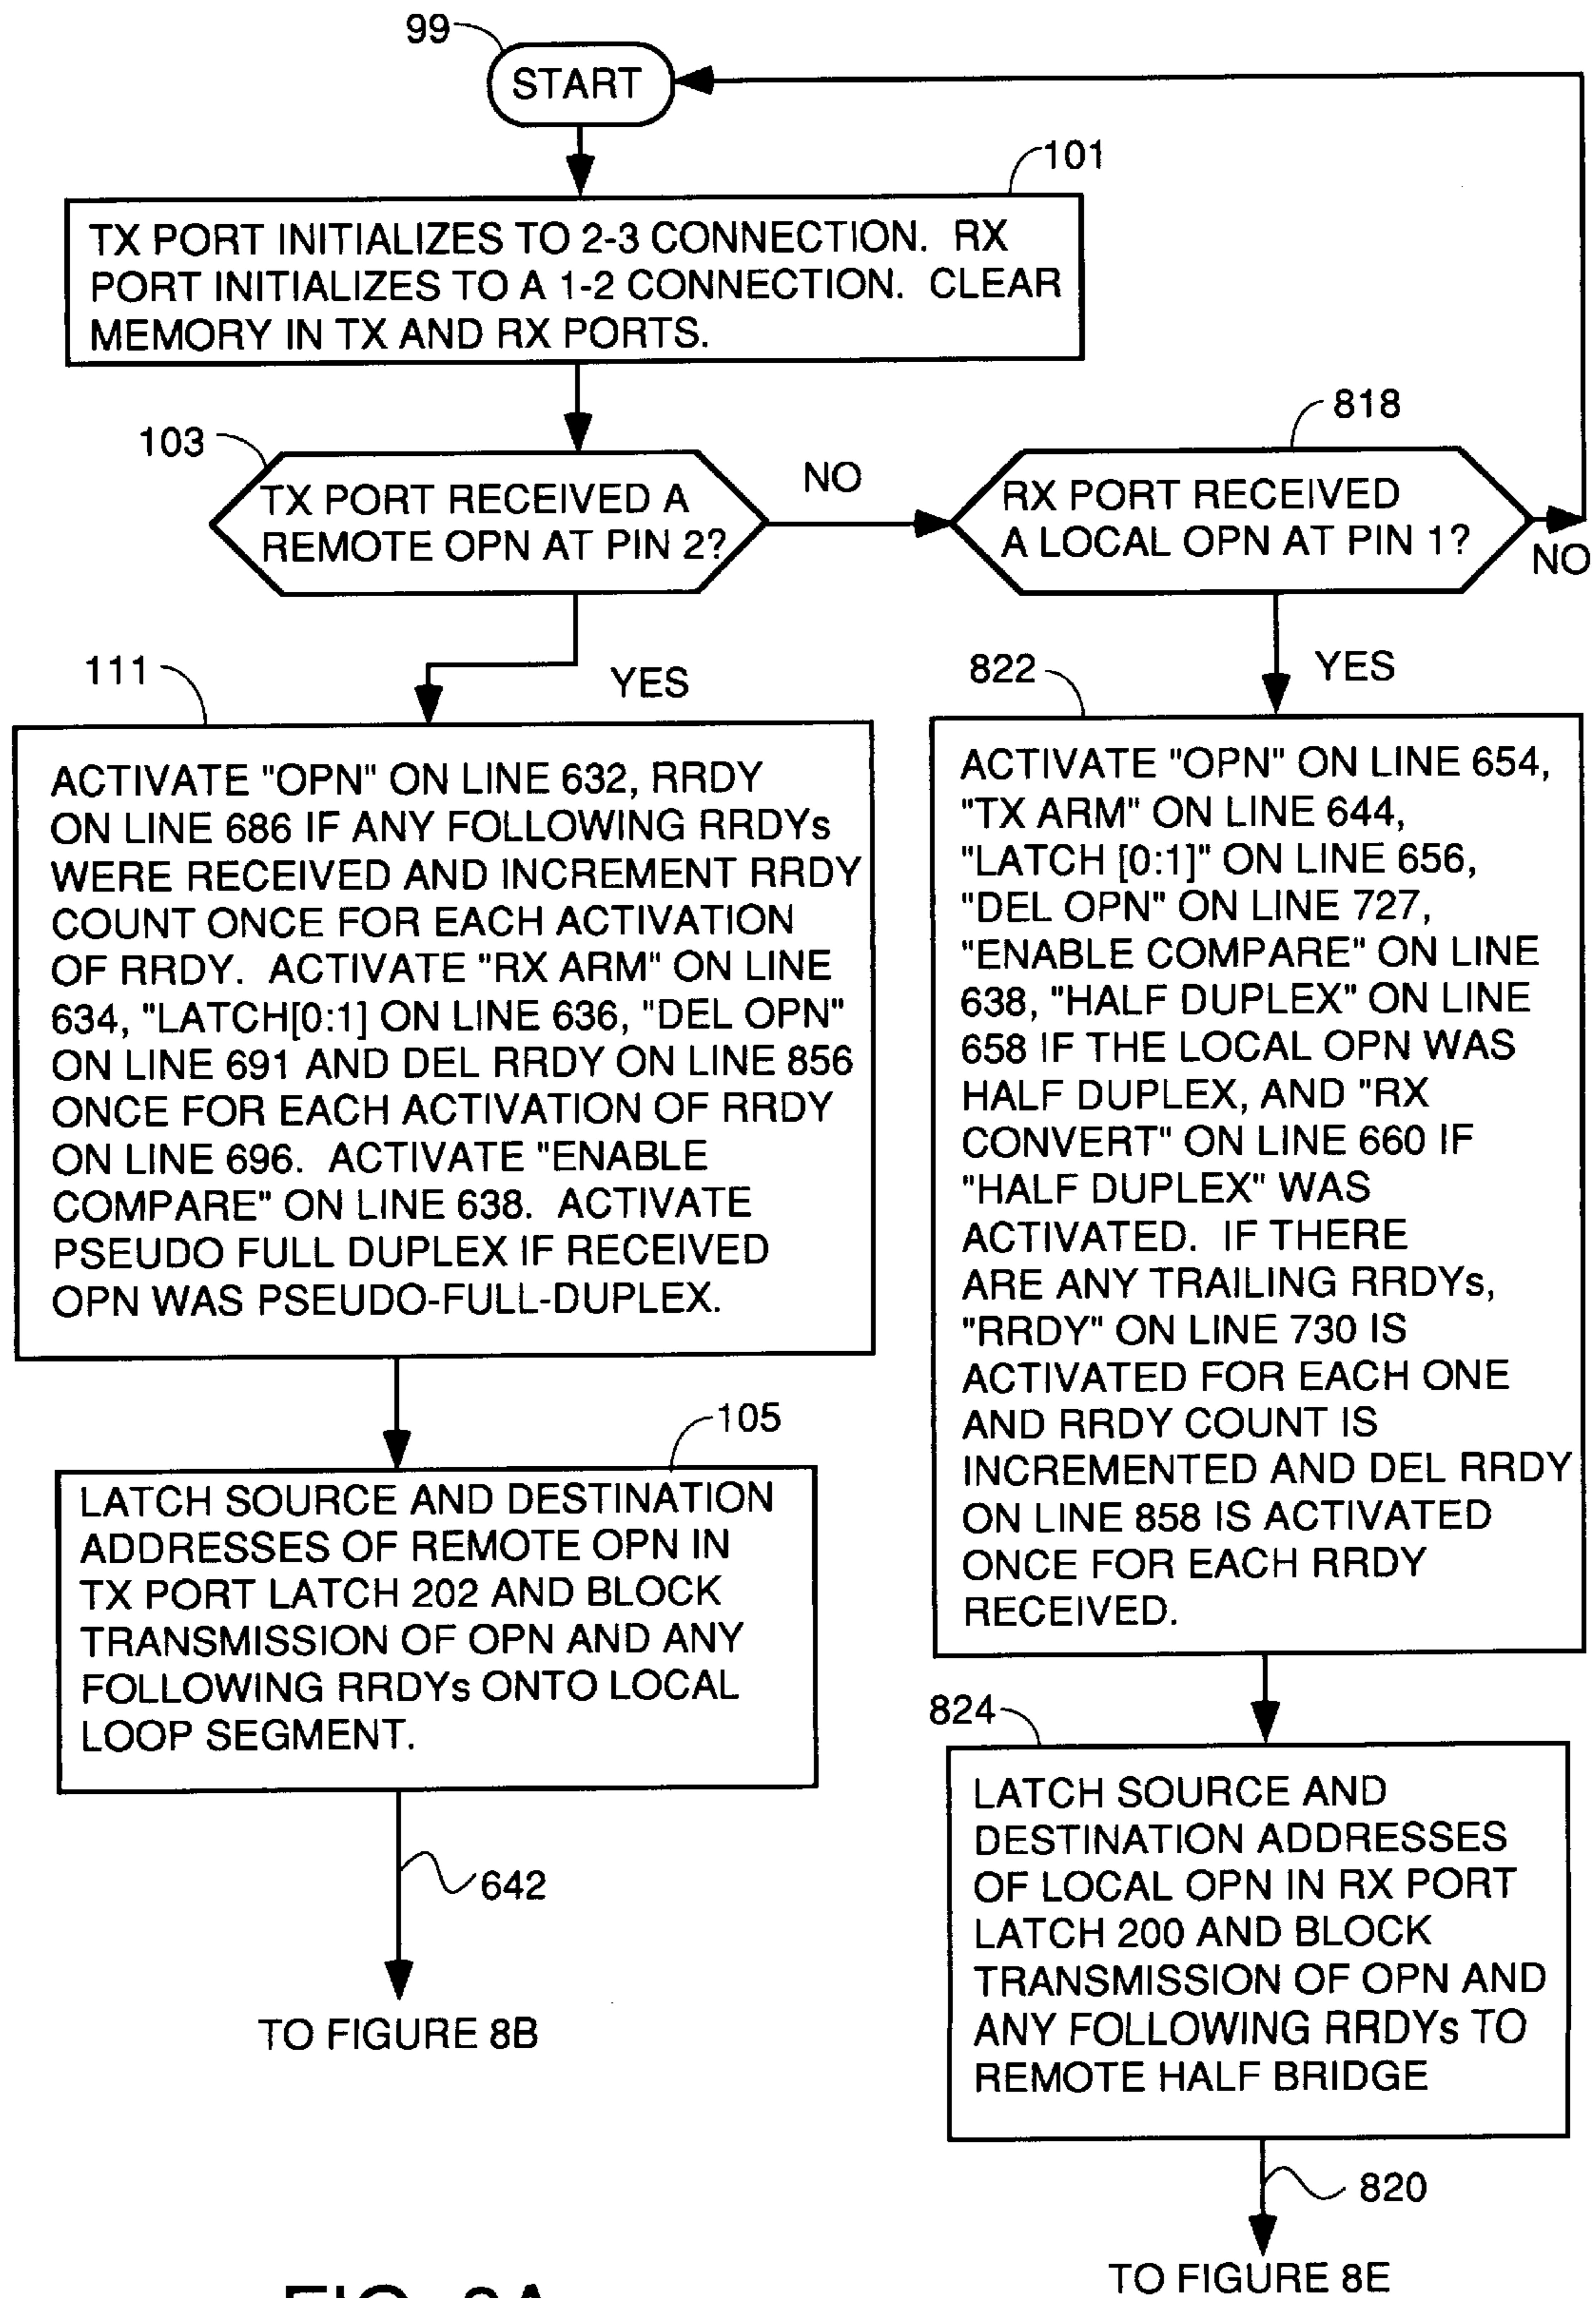 99
START
101
TX PORT INITIALIZES TO 2-3 CONNECTION. RX
PORT INITIALIZES TO A 1-2 CONNECTION. CLEAR
MEMORY IN TX AND RX PORTS.
103
TX PORT RECEIVED A
REMOTE OPN AT PIN 2?
NO
818
RX PORT RECEIVED
A LOCAL OPN AT PIN 1?
NO
111
YES
ACTIVATE "OPN" ON LINE 632, RRDY
ON LINE 686 IF ANY FOLLOWING RRDYs
WERE RECEIVED AND INCREMENT RRDY
COUNT ONCE FOR EACH ACTIVATION
OF RRDY. ACTIVATE "RX ARM" ON LINE
634, "LATCH[0:1] ON LINE 636, "DEL OPN"
ON LINE 691 AND DEL RRDY ON LINE 856
ONCE FOR EACH ACTIVATION OF RRDY
ON LINE 696. ACTIVATE "ENABLE
COMPARE" ON LINE 638. ACTIVATE
PSEUDO FULL DUPLEX IF RECEIVED
OPN WAS PSEUDO-FULL-DUPLEX.
105
LATCH SOURCE AND DESTINATION
ADDRESSES OF REMOTE OPN IN
TX PORT LATCH 202 AND BLOCK
TRANSMISSION OF OPN AND ANY
FOLLOWING RRDYs ONTO LOCAL
LOOP SEGMENT.
642
TO FIGURE 8B
822
YES
ACTIVATE "OPN" ON LINE 654,
"TX ARM" ON LINE 644,
"LATCH [0:1]" ON LINE 656,
"DEL OPN" ON LINE 727,
"ENABLE COMPARE" ON LINE
638, "HALF DUPLEX" ON LINE
658 IF THE LOCAL OPN WAS
HALF DUPLEX, AND "RX
CONVERT" ON LINE 660 IF
"HALF DUPLEX" WAS
ACTIVATED. IF THERE
ARE ANY TRAILING RRDYs,
"RRDY" ON LINE 730 IS
ACTIVATED FOR EACH ONE
AND RRDY COUNT IS
INCREMENTED AND DEL RRDY
ON LINE 858 IS ACTIVATED
ONCE FOR EACH RRDY
RECEIVED.
824
LATCH SOURCE AND
DESTINATION ADDRESSES
OF LOCAL OPN IN RX PORT
LATCH 200 AND BLOCK
TRANSMISSION OF OPN AND
ANY FOLLOWING RRDYs TO
REMOTE HALF BRIDGE
820
TO FIGURE 8E